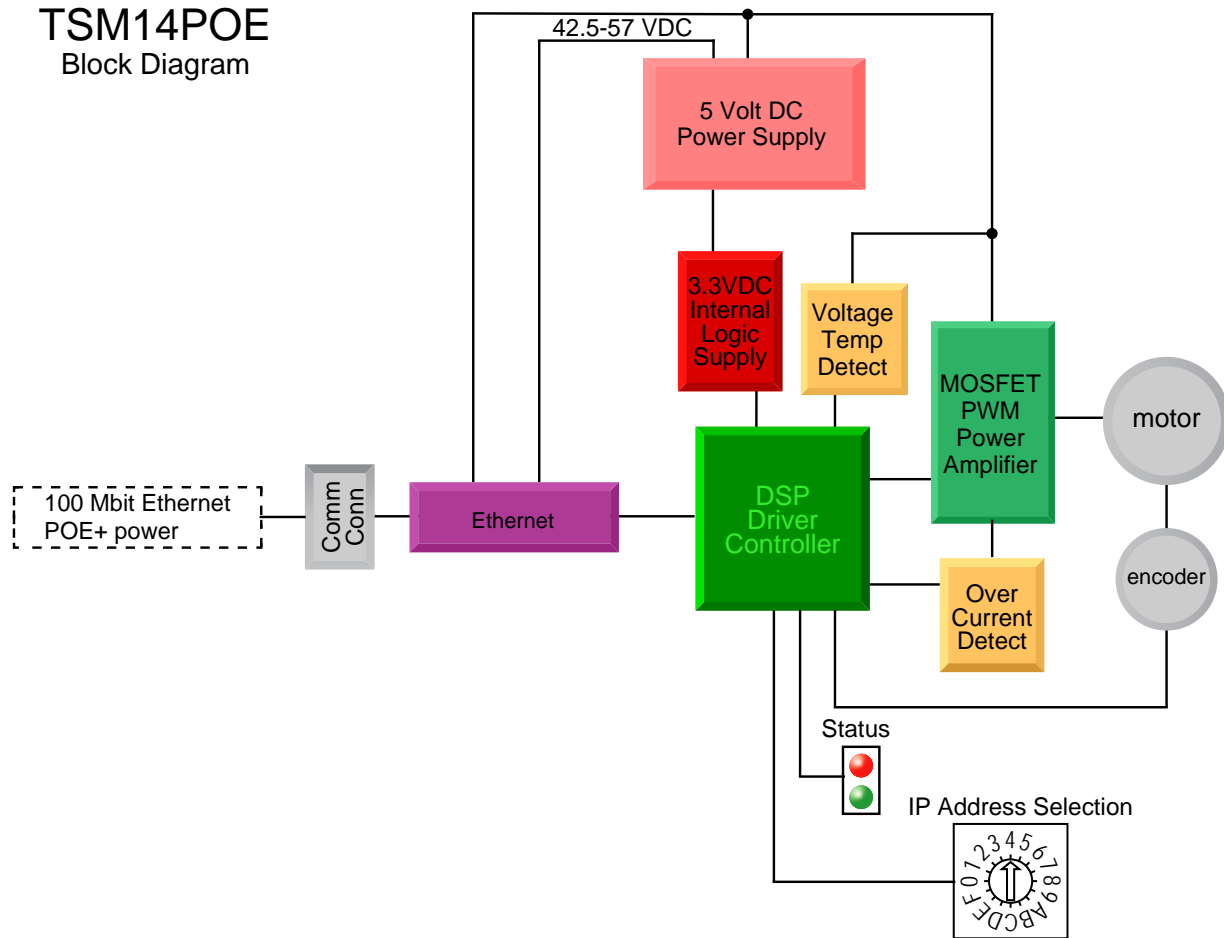 TSM14POE
Block Diagram
42.5-57 VDC
5 Volt DC
Power Supply
3.3VDC
Internal
Logic
Supply
Voltage
Temp
Detect
MOSFET
PWM
Power
Amplifier
motor
100 Mbit Ethernet
POE+ power
Comm
Conn
Ethernet
DSP
Driver
Controller
encoder
Over
Current
Detect
Status
IP Address Selection
0123456789ABCDEF